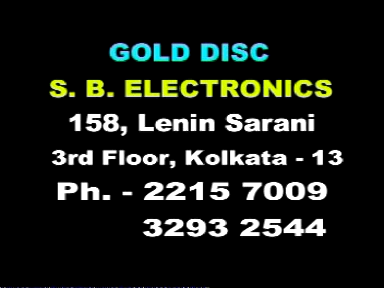 GOLD DISC
S. B. ELECTRONICS
158, Lenin Sarani
3rd Floor, Kolkata - 13
Ph. - 2215 7009
3293 2544